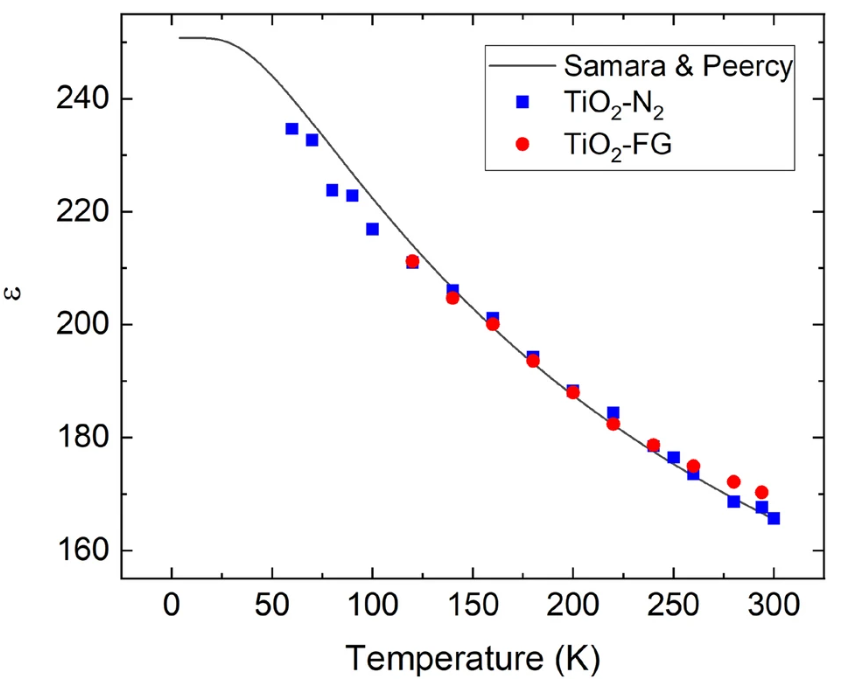 240
220
200
180
160
ε
Samara & Peercy
TiO₂-N₂
TiO₂-FG
0 50 100 150 200 250 300
Temperature (K)